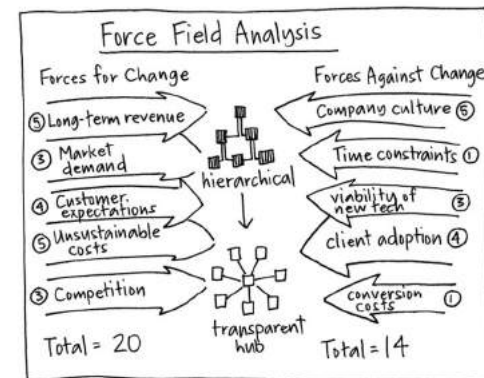 Force Field Analysis
Forces for Change
⑤ Long-term revenue
③ Market
demand
④ Customer
expectations
⑤ Unsustainable
costs
③ Competition
Total = 20
hierarchical
transparent
hub
Forces Against Change
Company culture ⑤
Time constraints ①
viability of
new tech ③
client adoption ④
conversion
costs ①
Total = 14